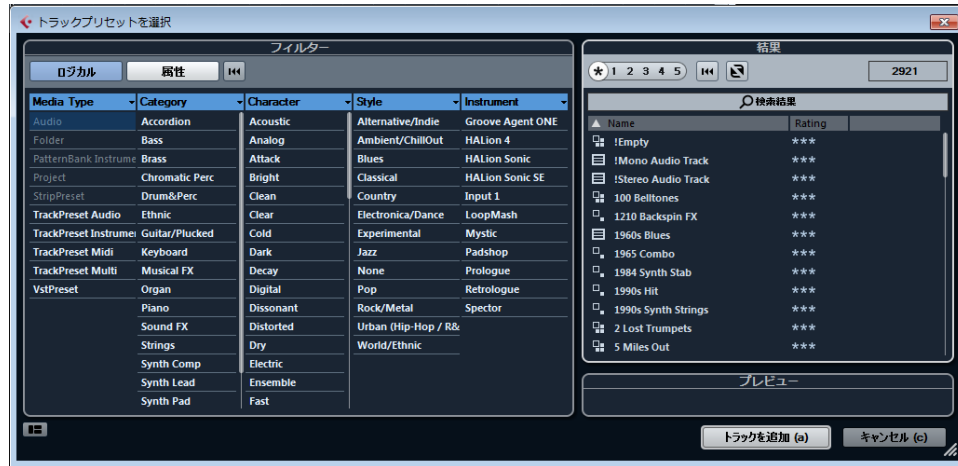 トラックプリセットを選択
フィルター
ロジカル 属性
Media Type Category Character Style Instrument
Audio Accordion Acoustic Alternative/Indie Groove Agent ONE
Folder Bass Analog Ambient/ChillOut HALion 4
PatternBank Instrume Brass Attack Blues HALion Sonic
Project Chromatic Perc Bright Classical HALion Sonic SE
StripPreset Drum&Perc Clean Country Input 1
TrackPreset Audio Ethnic Clear Electronica/Dance LoopMash
TrackPreset Instrumen Guitar/Plucked Cold Experimental Mystic
TrackPreset Midi Keyboard Dark Jazz Padshop
TrackPreset Multi Musical FX Decay None Prologue
VstPreset Organ Digital Pop Retrologue
Piano Dissonant Rock/Metal Spector
Sound FX Distorted Urban (Hip-Hop / R&
Strings Dry World/Ethnic
Synth Comp Electric
Synth Lead Ensemble
Synth Pad Fast
結果
* 1 2 3 4 5 2921
検索結果
Name Rating
!Empty ***
!Mono Audio Track ***
!Stereo Audio Track ***
100 Belltones ***
1210 Backspin FX ***
1960s Blues ***
1965 Combo ***
1984 Synth Stab ***
1990s Hit ***
1990s Synth Strings ***
2 Lost Trumpets ***
5 Miles Out ***
プレビュー
トラックを追加 (a) キャンセル (c)